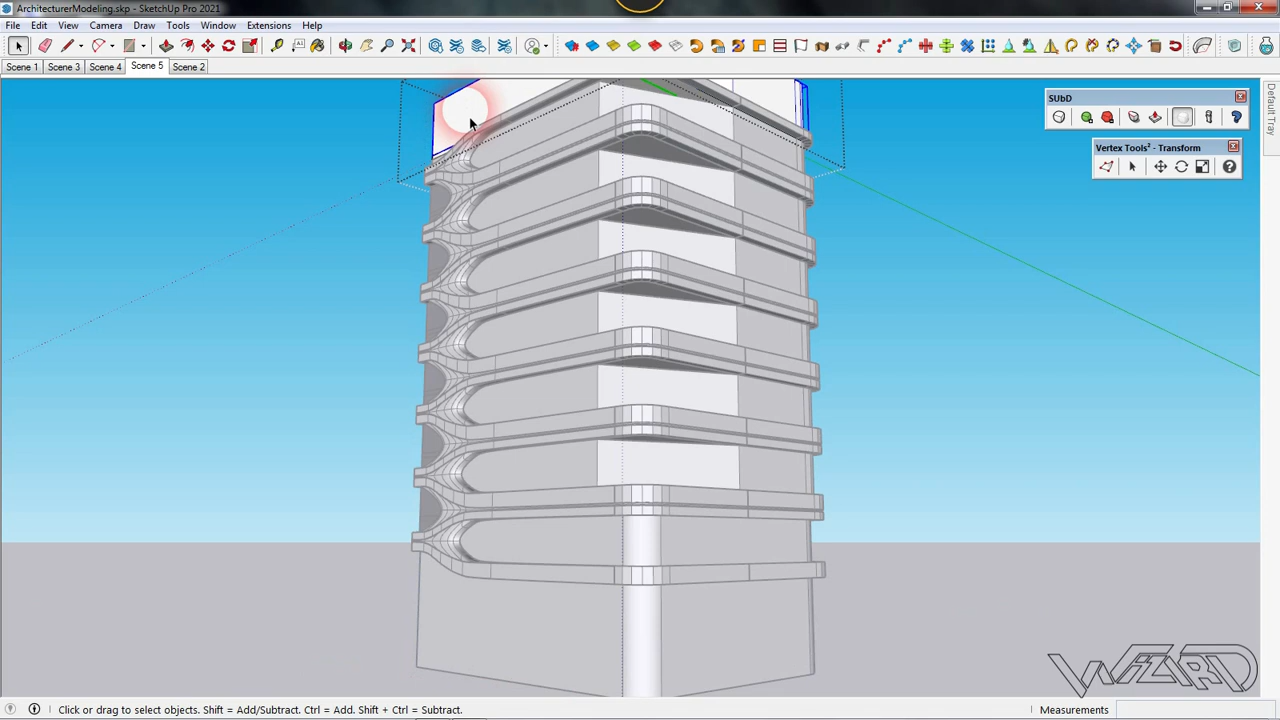 ArchitecturerModeling.skp - SketchUp Pro 2021
File Edit View Camera Draw Tools Window Extensions Help
Scene 1 Scene 3 Scene 4 Scene 5 Scene 2
SUbD
Vertex Tools² - Transform
Default Tray
WIZARD
Click or drag to select objects. Shift = Add/Subtract. Ctrl = Add. Shift + Ctrl = Subtract.
Measurements